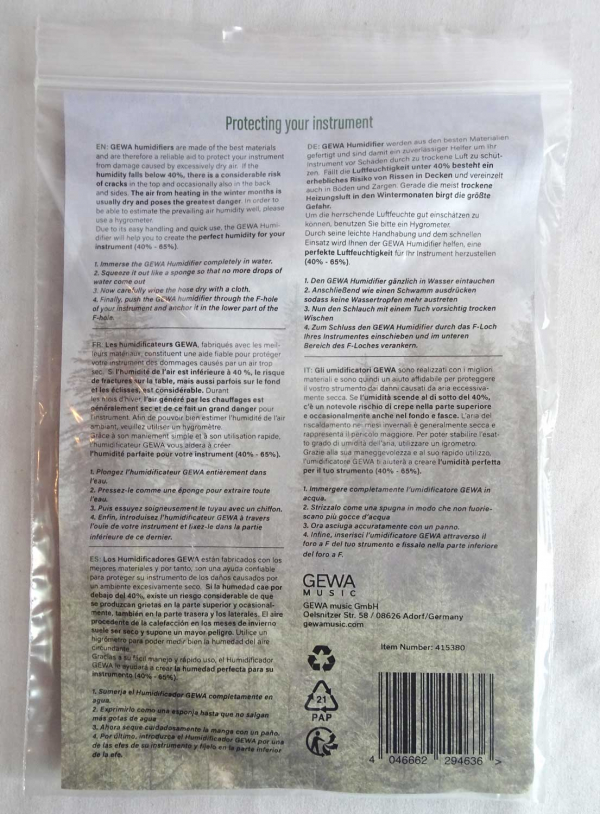 Protecting your instrument
EN: GEWA humidifiers are made of the best materials
and are therefore a reliable aid to protect your instrument
from damage caused by excessively dry air. If the
humidity falls below 40%, there is a considerable risk
of cracks in the top and occasionally also in the back
and sides. The air from heating in the winter months is
usually dry and poses the greatest danger. In order to
be able to estimate the prevailing air humidity well, please
use a hygrometer.
Due to its easy handling and quick use, the GEWA Humi-
difier will help you to create the perfect humidity for your
instrument (40% - 65%).
1. Immerse the GEWA Humidifier completely in water.
2. Squeeze it out like a sponge so that no more drops of
water come out
3. Now carefully wipe the hose dry with a cloth.
4. Finally, push the GEWA humidifier through the F-hole
of your instrument and anchor it in the lower part of the
F-hole.
FR: Les humidificateurs GEWA, fabriqués avec les meil-
leurs matériaux, constituent une aide fiable pour protéger
votre instrument des dommages causés par un air trop
sec. Si l'humidité de l'air est inférieure à 40 %, le risque
de fractures sur la table, mais aussi parfois sur le fond
et les éclisses, est considérable. Durant
les mois d'hiver, l'air généré par les chauffages est
généralement sec et de ce fait un grand danger pour
l'instrument. Afin de pouvoir bien estimer l'humidité de l'air
ambiant, veuillez utiliser un hygromètre.
Grâce à son maniement simple et à son utilisation rapide,
l'humidificateur GEWA vous aidera à créer
l'humidité parfaite pour votre instrument (40% - 65%).
1. Plongez l'humidificateur GEWA entièrement dans
l'eau.
2. Pressez-le comme une éponge pour extraire toute
l'eau.
3. Puis essuyez soigneusement le tuyau avec un chiffon.
4. Enfin, introduisez l'humidificateur GEWA à travers
l'ouïe de votre instrument et fixez-le dans la partie
inférieure de ce dernier.
ES: Los Humidificadores GEWA están fabricados con los
mejores materiales y por tanto, son una ayuda confiable
para proteger su instrumento de los daños causados por
un ambiente excesivamente seco. Si la humedad cae por
debajo del 40%, existe un riesgo considerable de que
se produzcan grietas en la parte superior y ocasional-
mente, también en la parte trasera y los laterales. El aire
procedente de la calefacción en los meses de invierno
suele ser seco y supone un mayor peligro. Utilice un
higrómetro para poder medir bien la humedad del aire
circundante.
Gracias a su fácil manejo y rápido uso, el Humidificador
GEWA le ayudará a crear la humedad perfecta para su
instrumento (40% - 65%).
1. Sumerja el Humidificador GEWA completamente en
agua.
2. Exprimirlo como una esponja hasta que no salgan
más gotas de agua
3. Ahora seque cuidadosamente la manga con un paño.
4. Por último, introduzca el Humidificador GEWA por una
de las efes de su instrumento y fíjelo en la parte inferior
de la efe.
DE: GEWA Humidifier werden aus den besten Materialien
gefertigt und sind damit ein zuverlässiger Helfer um Ihr
Instrument vor Schäden durch zu trockene Luft zu schüt-
zen. Fällt die Luftfeuchtigkeit unter 40% besteht ein
erhebliches Risiko von Rissen in Decken und vereinzelt
auch in Böden und Zargen. Gerade die meist trockene
Heizungsluft in den Wintermonaten birgt die größte
Gefahr.
Um die herrschende Luftfeuchte gut einschätzen zu
können, benutzen Sie bitte ein Hygrometer.
Durch seine leichte Handhabung und dem schnellen
Einsatz wird Ihnen der GEWA Humidifier helfen, eine
perfekte Luftfeuchtigkeit für Ihr Instrument herzustellen
(40% - 65%).
1. Den GEWA Humidifier gänzlich in Wasser eintauchen
2. Anschließend wie einen Schwamm ausdrücken
sodass keine Wassertropfen mehr austreten
3. Nun den Schlauch mit einem Tuch vorsichtig trocken
Wischen
4. Zum Schluss den GEWA Humidifier durch das F-Loch
Ihres Instrumentes einschieben und im unteren
Bereich des F-Loches verankern.
IT: Gli umidificatori GEWA sono realizzati con i migliori
materiali e sono quindi un aiuto affidabile per proteggere
il vostro strumento dai danni causati da aria eccessiva-
mente secca. Se l'umidità scende al di sotto del 40%,
c'è un notevole rischio di crepe nella parte superiore
e occasionalmente anche nel fondo e fasce. L'aria del
riscaldamento nei mesi invernali è generalmente secca e
rappresenta il pericolo maggiore. Per poter stabilire l'esat-
to grado di umidità dell'aria, utilizzare un igrometro.
Grazie alla sua maneggevolezza e al suo rapido utilizzo,
l'umidificatore GEWA ti aiuterà a creare l'umidità perfetta
per il tuo strumento (40% - 65%).
1. Immergere completamente l'umidificatore GEWA in
acqua.
2. Strizzalo come una spugna in modo che non fuorie-
scano più gocce d'acqua
3. Ora asciuga accuratamente con un panno.
4. Infine, inserisci l'umidificatore GEWA attraverso il
foro a F del tuo strumento e fissalo nella parte inferiore
del foro a F.
GEWA
MUSIC
GEWA music GmbH
Oelsnitzer Str. 58 / 08626 Adorf/Germany
gewamusic.com
Item Number: 415380
21
PAP
4 046662 294636 >